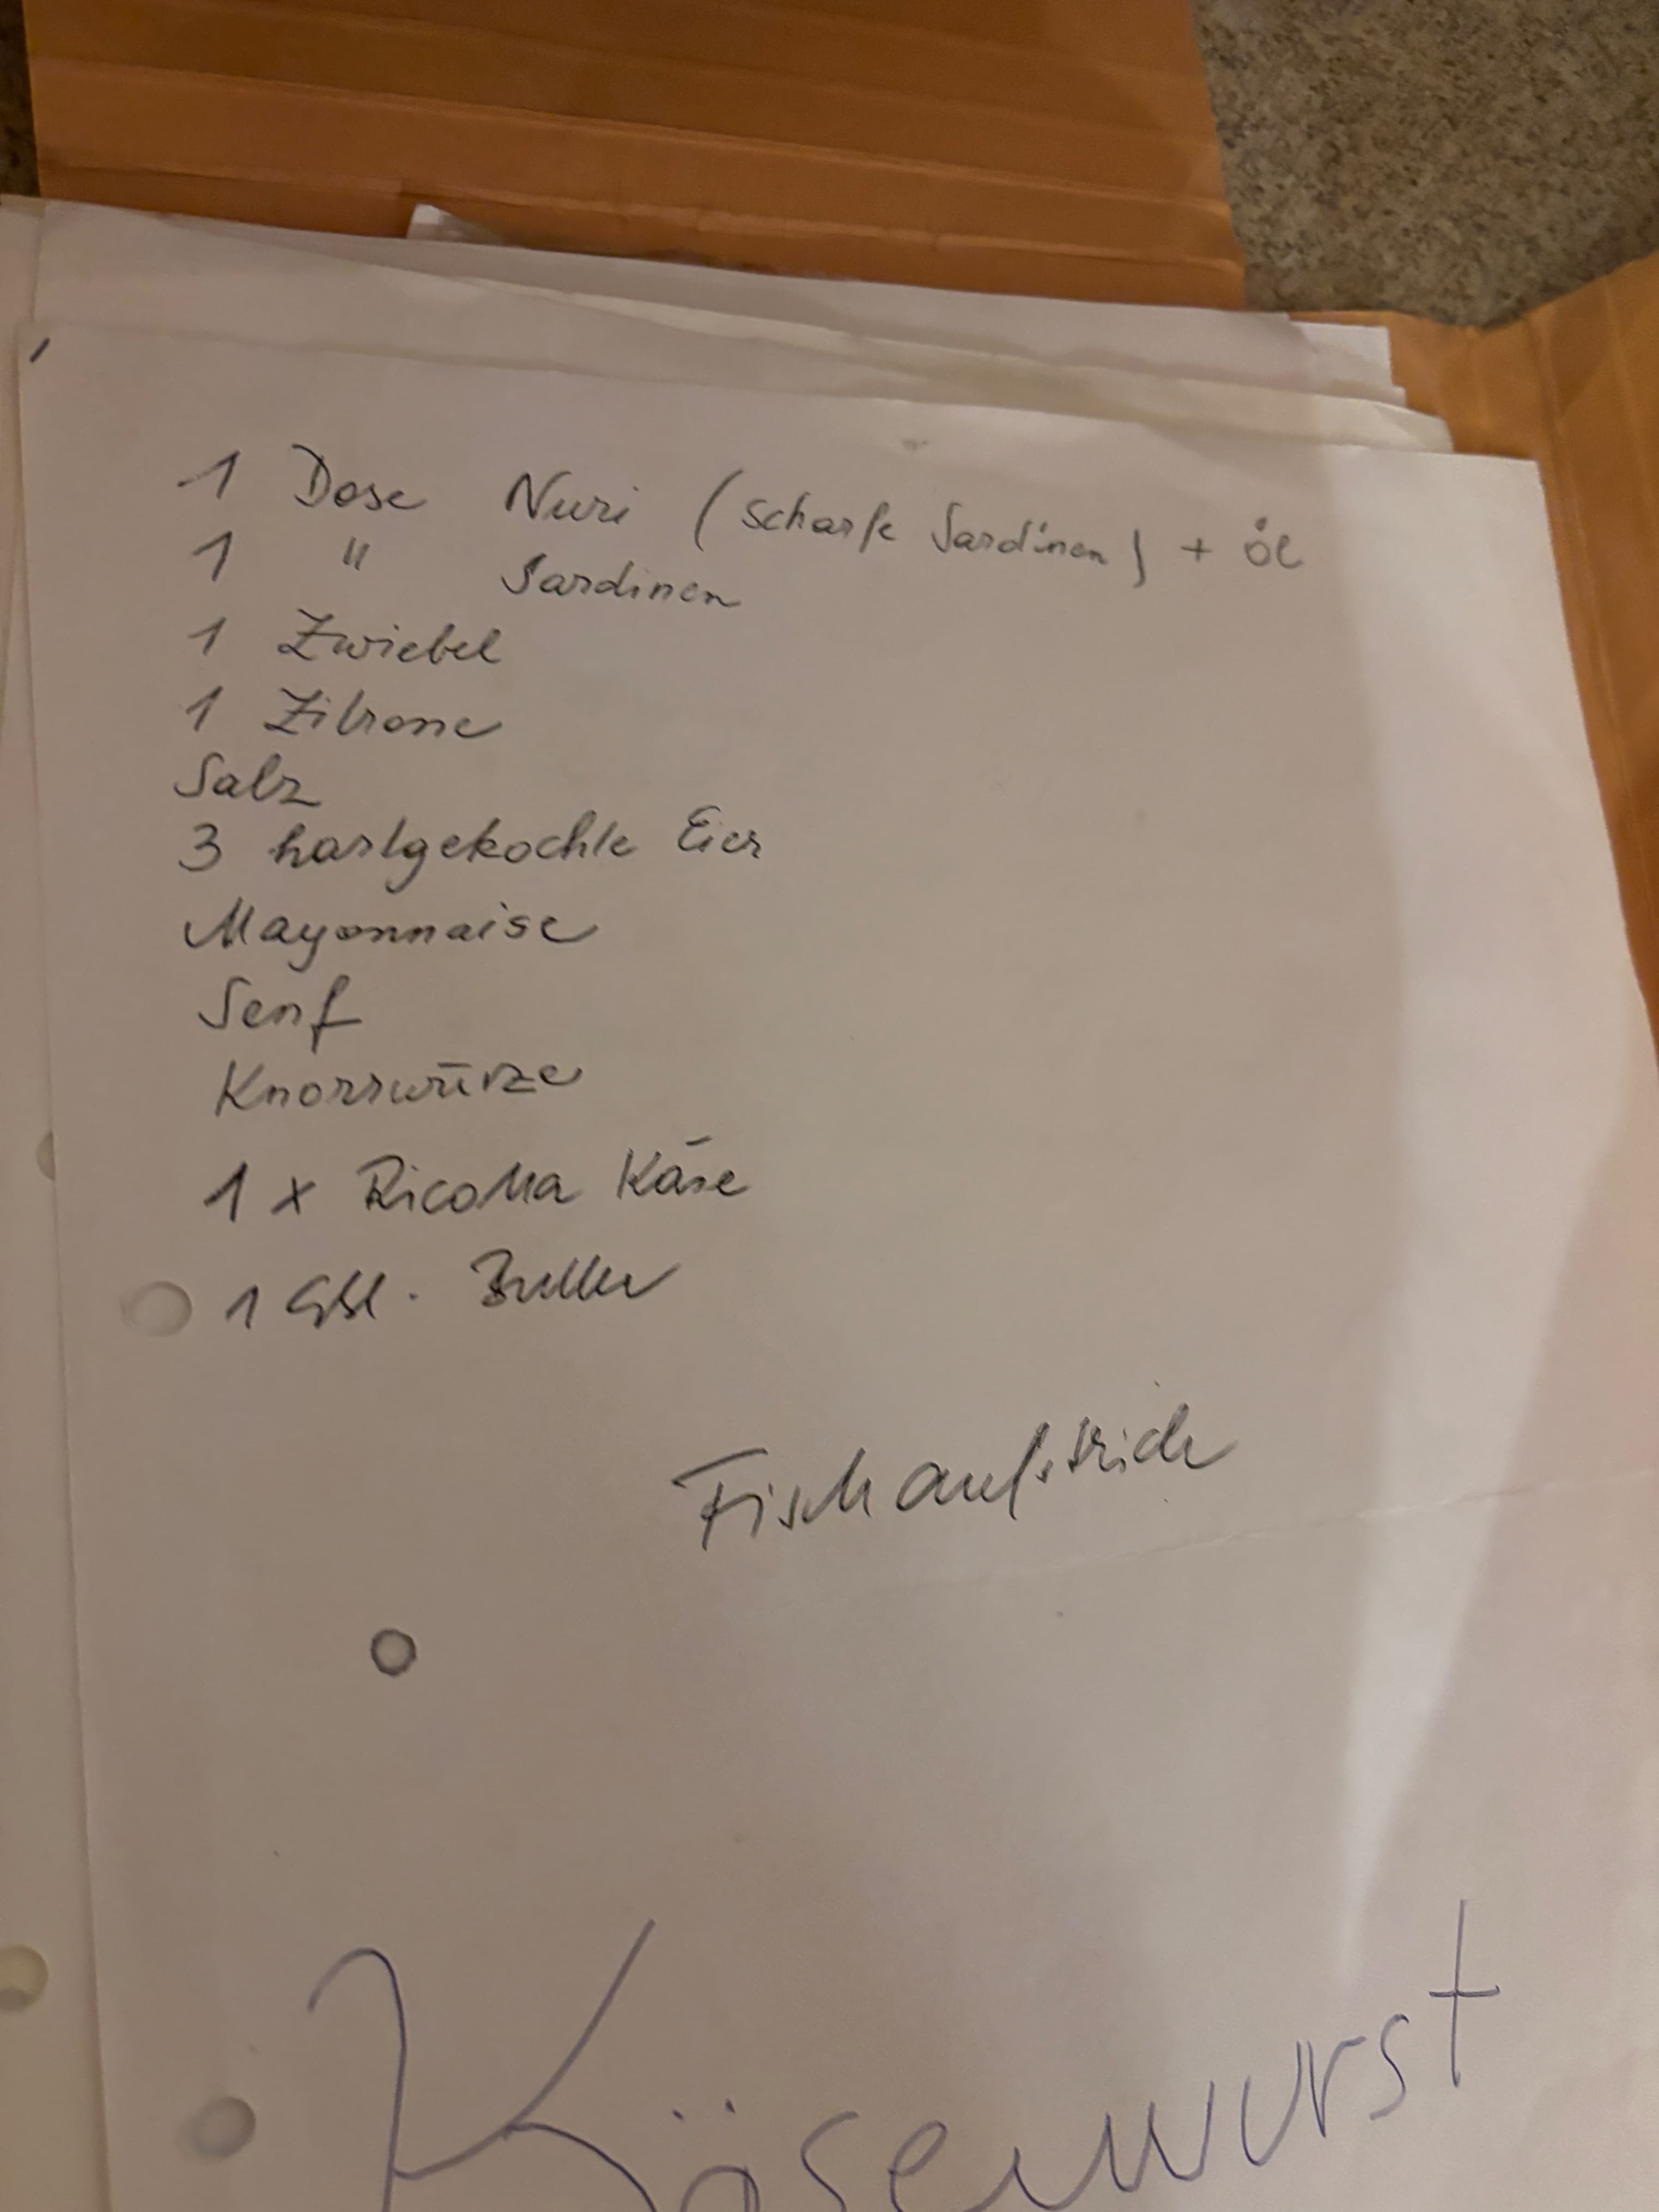 1 Dose Nuri (scharfe Sardinen) + Öl
1 " Sardinen
1 Zwiebel
1 Zitrone
Salz
3 hartgekochte Eier
Mayonnaise
Senf
Knorrwürze
1 x Ricotta Käse
1 Essl. Butter
Fischaufstrich
Käsewurst